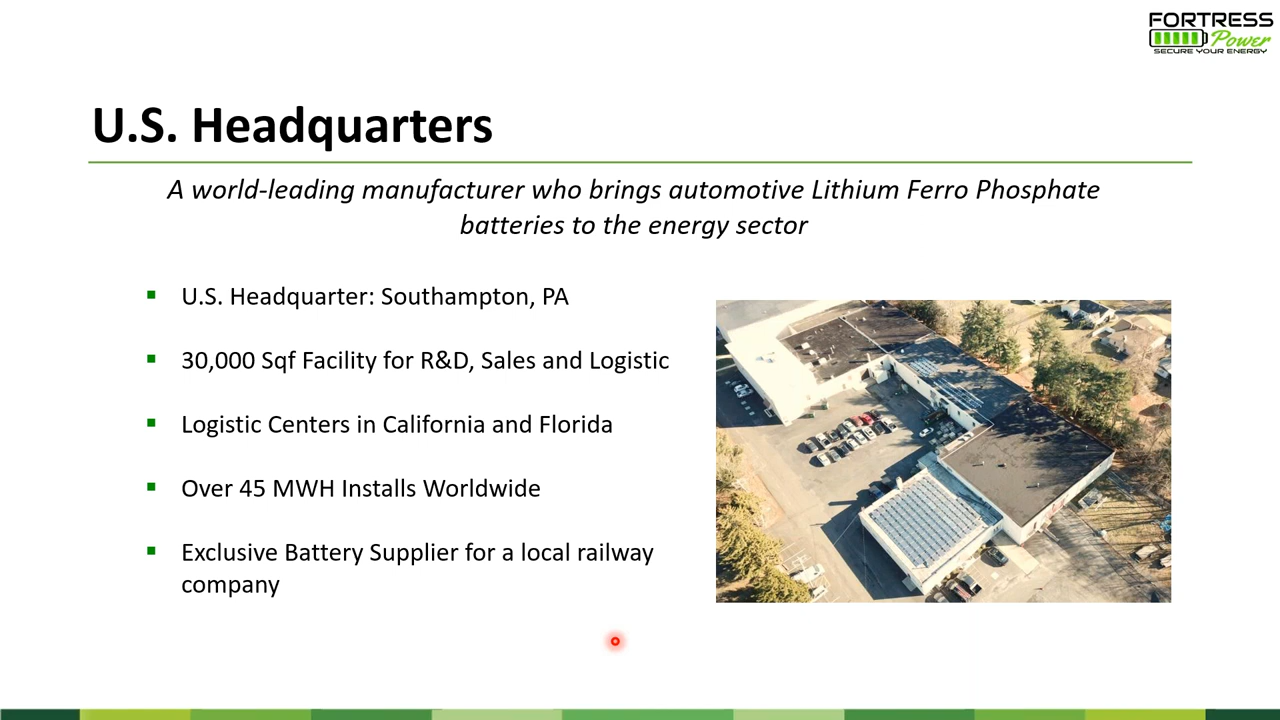 FORTRESS
Power
SECURE YOUR ENERGY
U.S. Headquarters
A world-leading manufacturer who brings automotive Lithium Ferro Phosphate
batteries to the energy sector
U.S. Headquarter: Southampton, PA
30,000 Sqf Facility for R&D, Sales and Logistic
Logistic Centers in California and Florida
Over 45 MWH Installs Worldwide
Exclusive Battery Supplier for a local railway
company